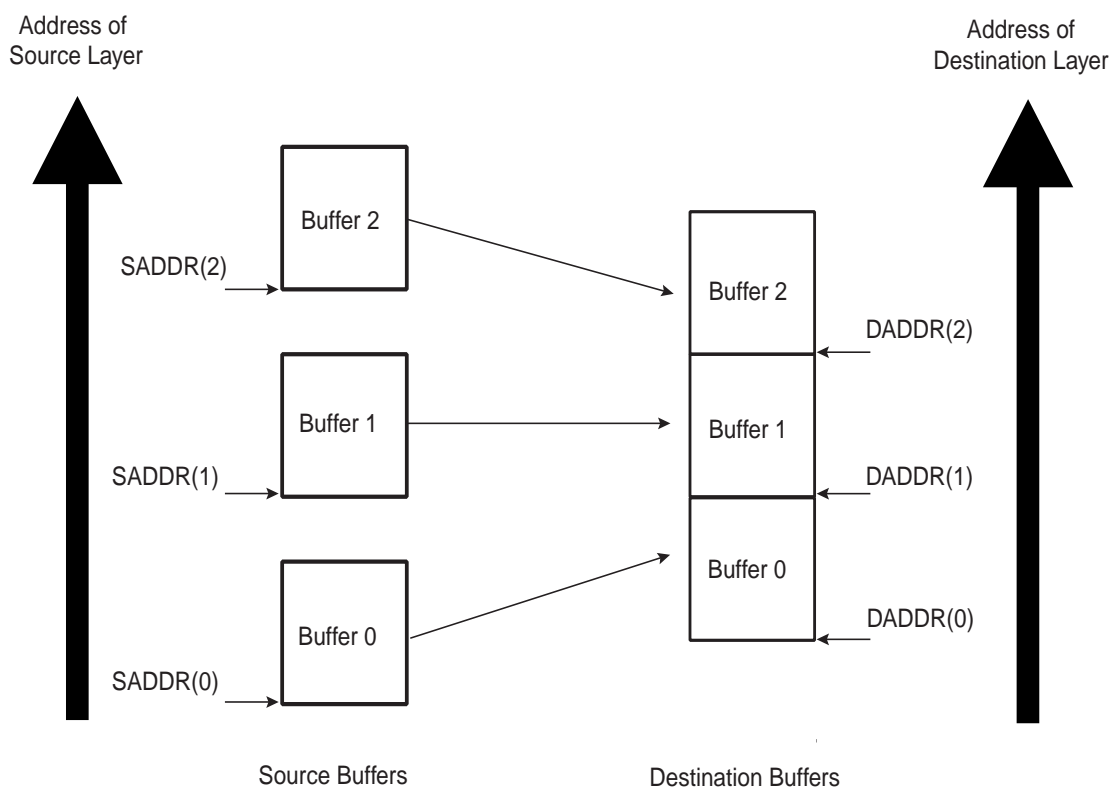 Address of
Source Layer
Address of
Destination Layer
Buffer 2
SADDR(2)
Buffer 2
DADDR(2)
Buffer 1
Buffer 1
SADDR(1)
DADDR(1)
Buffer 0
Buffer 0
DADDR(0)
SADDR(0)
Source Buffers
Destination Buffers